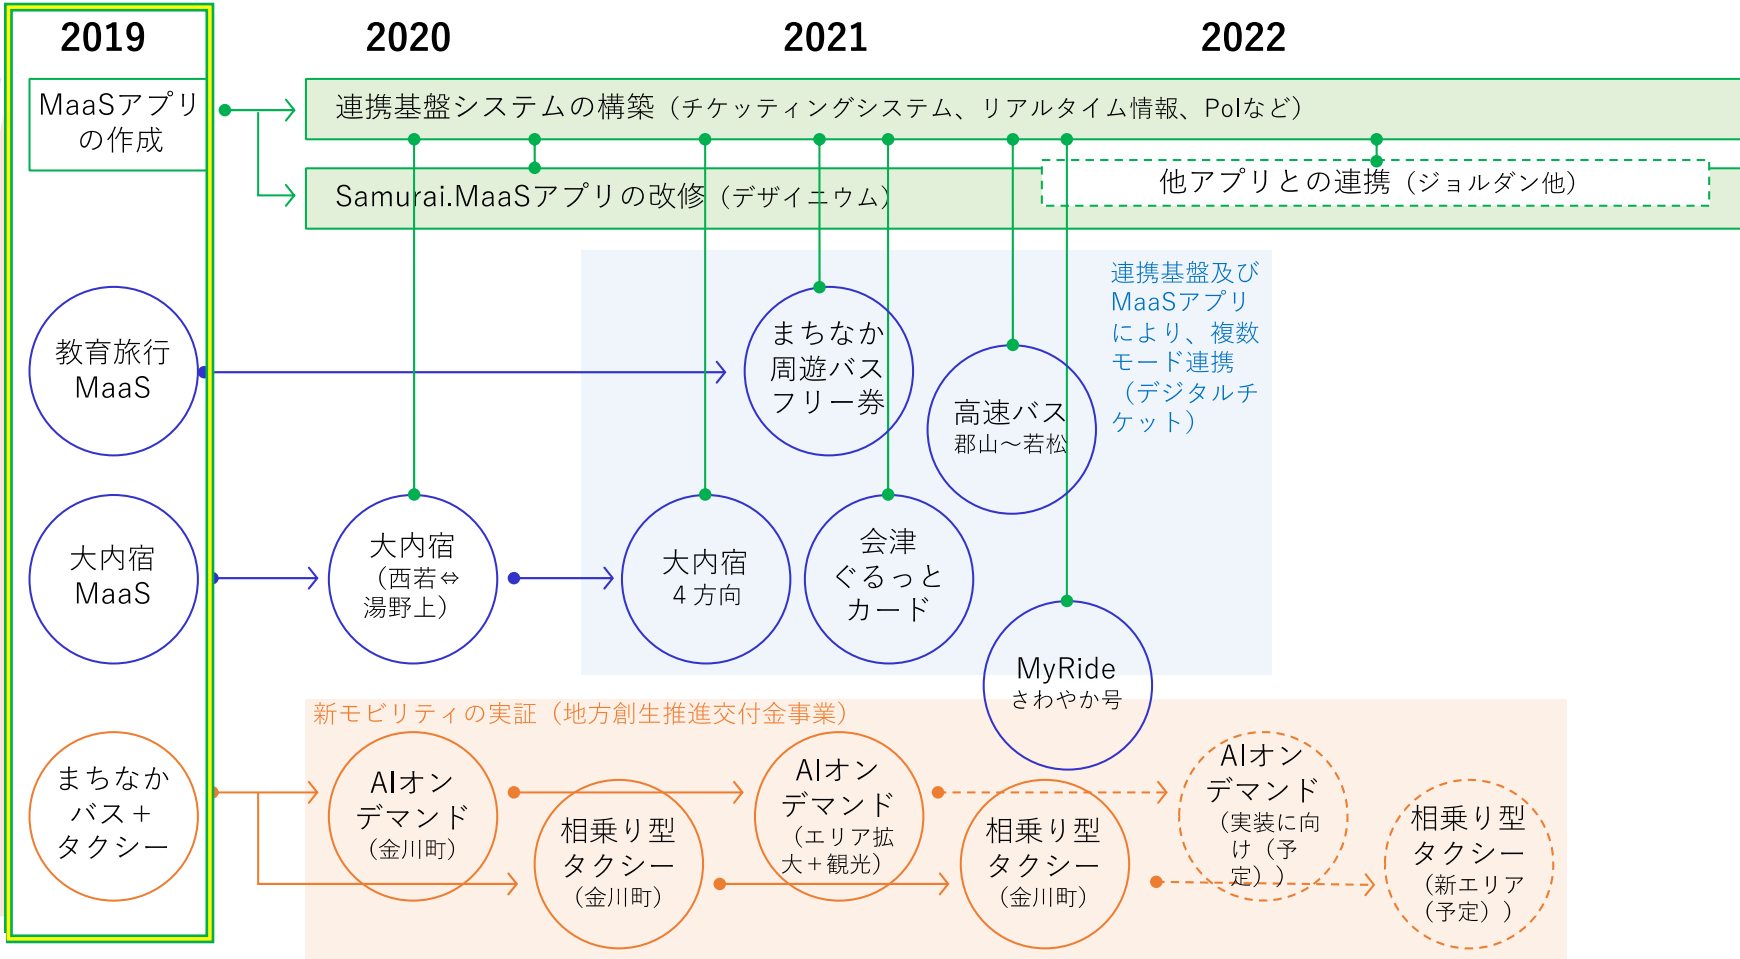 2019
2020
2021
2022
MaaSアプリ
の作成
連携基盤システムの構築（チケッティングシステム、リアルタイム情報、PoIなど）
Samurai.MaaSアプリの改修（デザイニウム）
他アプリとの連携（ジョルダン他）
連携基盤及び
MaaSアプリ
により、複数
モード連携
（デジタルチ
ケット）
教育旅行
MaaS
まちなか
周遊バス
フリー券
高速バス
郡山～若松
大内宿
MaaS
大内宿
（西若⇔
湯野上）
大内宿
４方向
会津
ぐるっと
カード
MyRide
さわやか号
新モビリティの実証（地方創生推進交付金事業）
まちなか
バス＋
タクシー
AIオン
デマンド
（金川町）
相乗り型
タクシー
（金川町）
AIオン
デマンド
（エリア拡
大＋観光）
相乗り型
タクシー
（金川町）
AIオン
デマンド
（実装に向
け（予
定））
相乗り型
タクシー
（新エリア
（予定））